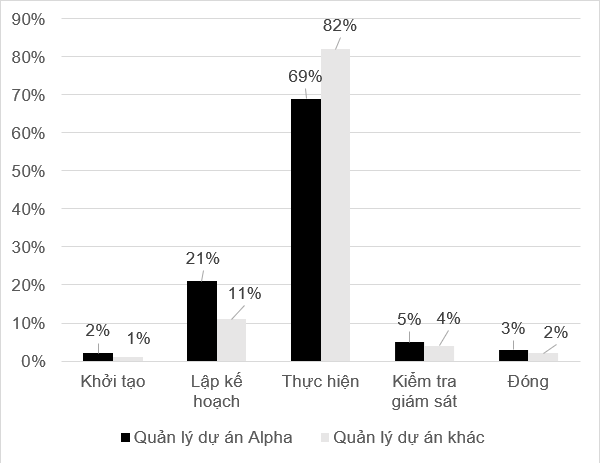 90%
80%
70%
60%
50%
40%
30%
20%
10%
0%
2%
1%
21%
11%
69%
82%
5%
4%
3%
2%
Khởi tạo
Lập kế
hoạch
Thực hiện
Kiểm tra
giám sát
Đóng
Quản lý dự án Alpha
Quản lý dự án khác